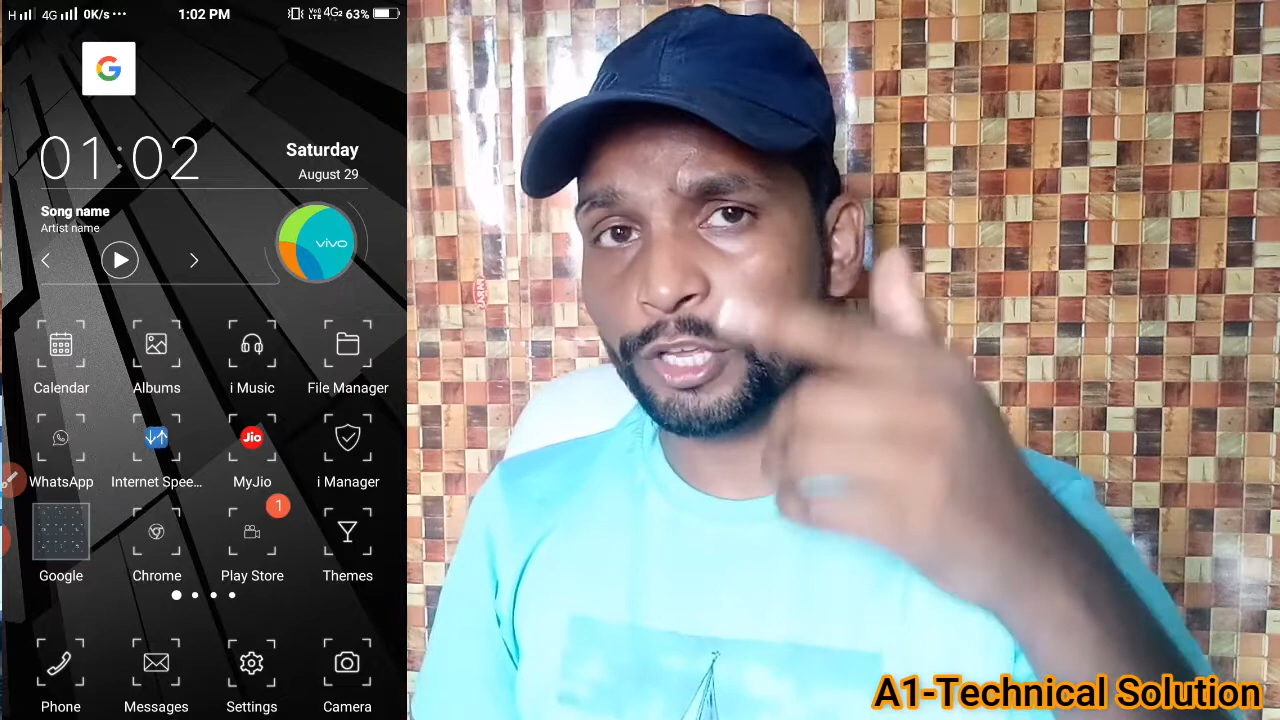 H 4G 0K/s ··· 1:02 PM VoLTE 4G2 63%
G
01:02
Saturday
August 29
Song name
Artist name
vivo
Calendar Albums i Music File Manager
Jio
WhatsApp Internet Spee... MyJio i Manager
1
Google Chrome Play Store Themes
Phone Messages Settings Camera
A1-Technical Solution